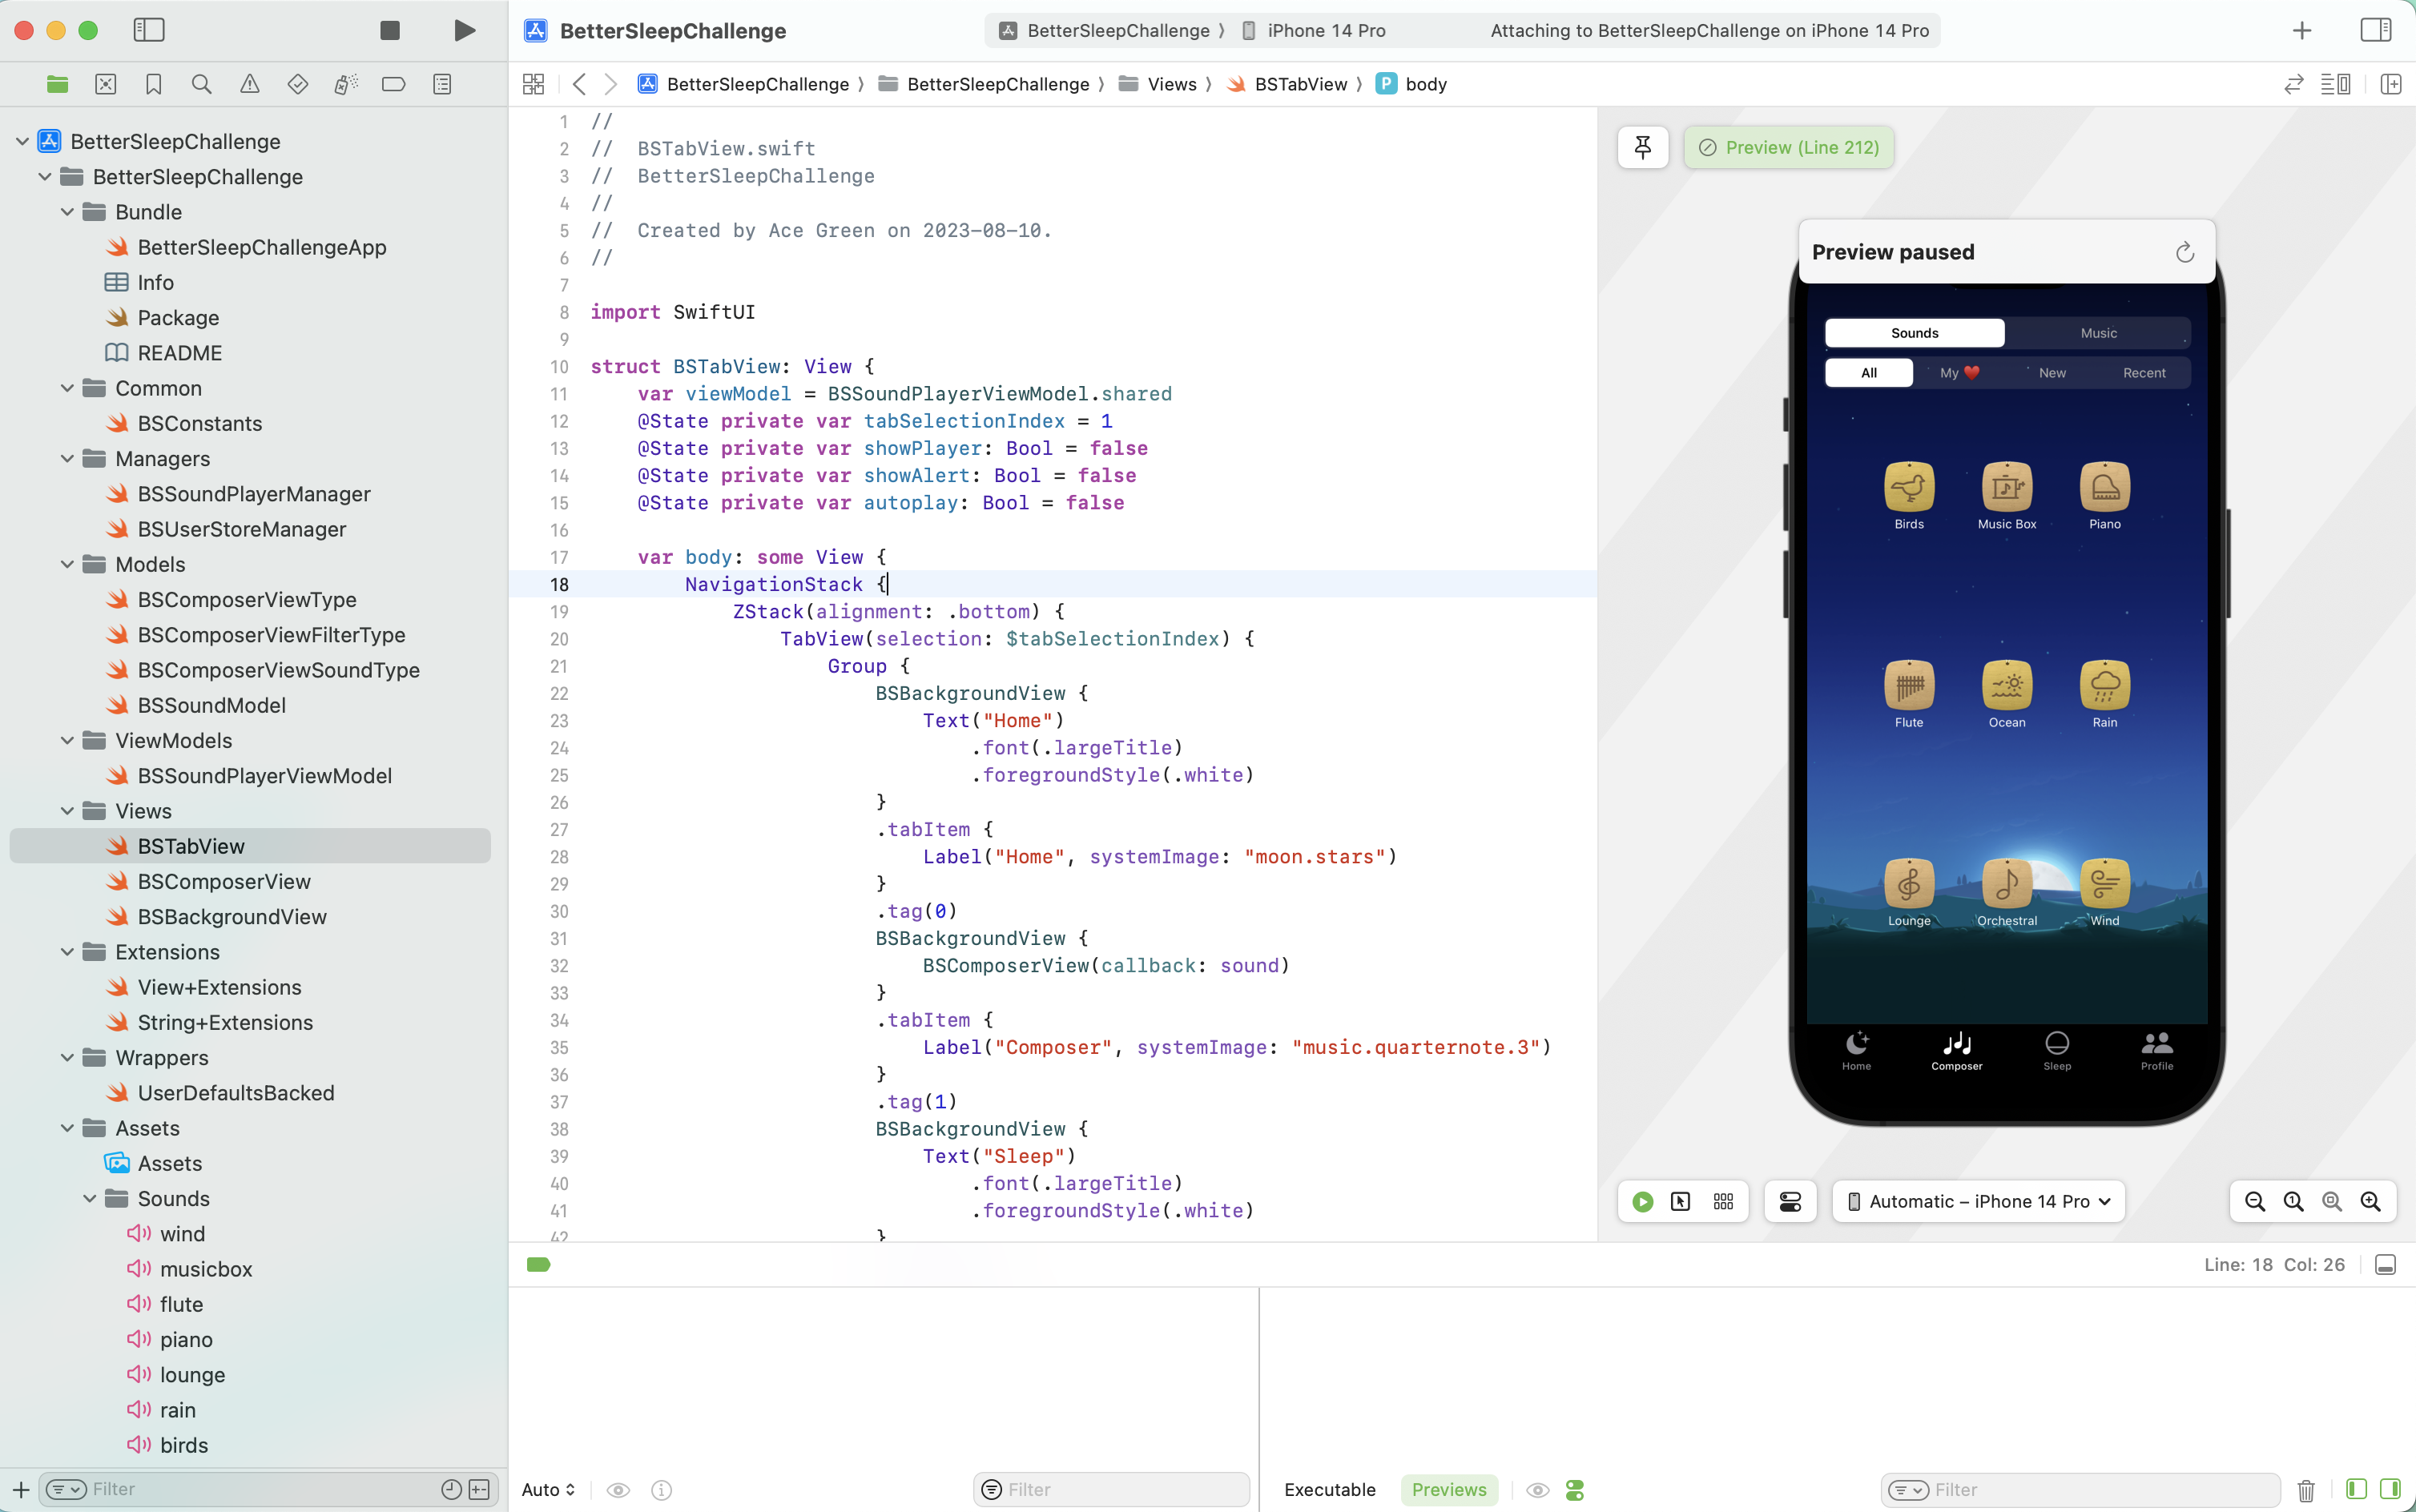 BetterSleepChallenge
BetterSleepChallenge 〉 iPhone 14 Pro
Attaching to BetterSleepChallenge on iPhone 14 Pro
BetterSleepChallenge 〉 BetterSleepChallenge 〉 Views 〉 BSTabView 〉 P body
BetterSleepChallenge
BetterSleepChallenge
Bundle
BetterSleepChallengeApp
Info
Package
README
Common
BSConstants
Managers
BSSoundPlayerManager
BSUserStoreManager
Models
BSComposerViewType
BSComposerViewFilterType
BSComposerViewSoundType
BSSoundModel
ViewModels
BSSoundPlayerViewModel
Views
BSTabView
BSComposerView
BSBackgroundView
Extensions
View+Extensions
String+Extensions
Wrappers
UserDefaultsBacked
Assets
Assets
Sounds
wind
musicbox
flute
piano
lounge
rain
birds
Filter
1 //
2 //  BSTabView.swift
3 //  BetterSleepChallenge
4 //
5 //  Created by Ace Green on 2023-08-10.
6 //
7
8 import SwiftUI
9
10 struct BSTabView: View {
11     var viewModel = BSSoundPlayerViewModel.shared
12     @State private var tabSelectionIndex = 1
13     @State private var showPlayer: Bool = false
14     @State private var showAlert: Bool = false
15     @State private var autoplay: Bool = false
16
17     var body: some View {
18         NavigationStack {
19             ZStack(alignment: .bottom) {
20                 TabView(selection: $tabSelectionIndex) {
21                     Group {
22                         BSBackgroundView {
23                             Text("Home")
24                                 .font(.largeTitle)
25                                 .foregroundStyle(.white)
26                         }
27                         .tabItem {
28                             Label("Home", systemImage: "moon.stars")
29                         }
30                         .tag(0)
31                         BSBackgroundView {
32                             BSComposerView(callback: sound)
33                         }
34                         .tabItem {
35                             Label("Composer", systemImage: "music.quarternote.3")
36                         }
37                         .tag(1)
38                         BSBackgroundView {
39                             Text("Sleep")
40                                 .font(.largeTitle)
41                                 .foregroundStyle(.white)
42                         }
Preview (Line 212)
Preview paused
Sounds Music
All My ❤️ New Recent
Birds Music Box Piano
Flute Ocean Rain
Lounge Orchestral Wind
Home Composer Sleep Profile
Automatic – iPhone 14 Pro
Line: 18 Col: 26
Auto
Filter
Executable Previews
Filter